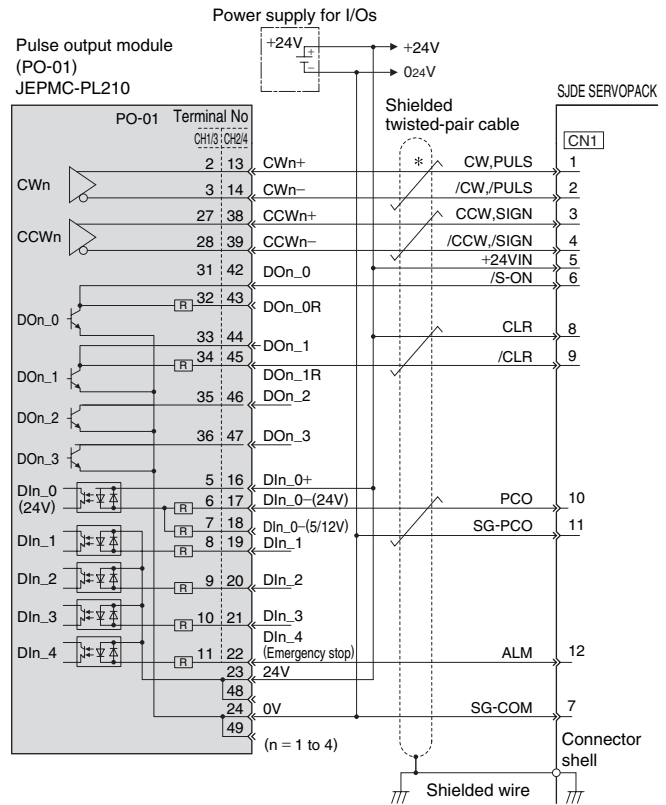 Power supply for I/Os
+24V
+
−
+24V
024V
Pulse output module
(PO-01)
JEPMC-PL210
SJDE SERVOPACK
PO-01 Terminal No
CH1/3 CH2/4
Shielded
twisted-pair cable
CN1
CWn
2 13 CWn+ * CW,PULS 1
3 14 CWn− /CW,/PULS 2
CCWn
27 38 CCWn+ CCW,SIGN 3
28 39 CCWn− /CCW,/SIGN 4
+24VIN 5
31 42 DOn_0 /S-ON 6
DOn_0
R 32 43 DOn_0R
33 44 DOn_1 CLR 8
DOn_1
R 34 45 /CLR 9
DOn_1R
DOn_2
35 46 DOn_2
DOn_3
36 47 DOn_3
DIn_0
(24V)
5 16 DIn_0+
R 6 17 DIn_0−(24V) PCO 10
R 7 18 DIn_0−(5/12V) SG-PCO 11
DIn_1 R 8 19 DIn_1
DIn_2 R 9 20 DIn_2
DIn_3 R 10 21 DIn_3
DIn_4 R 11 22 DIn_4
(Emergency stop) ALM 12
23 24V
48
24 0V SG-COM 7
49
(n = 1 to 4)
Connector
shell
Shielded wire